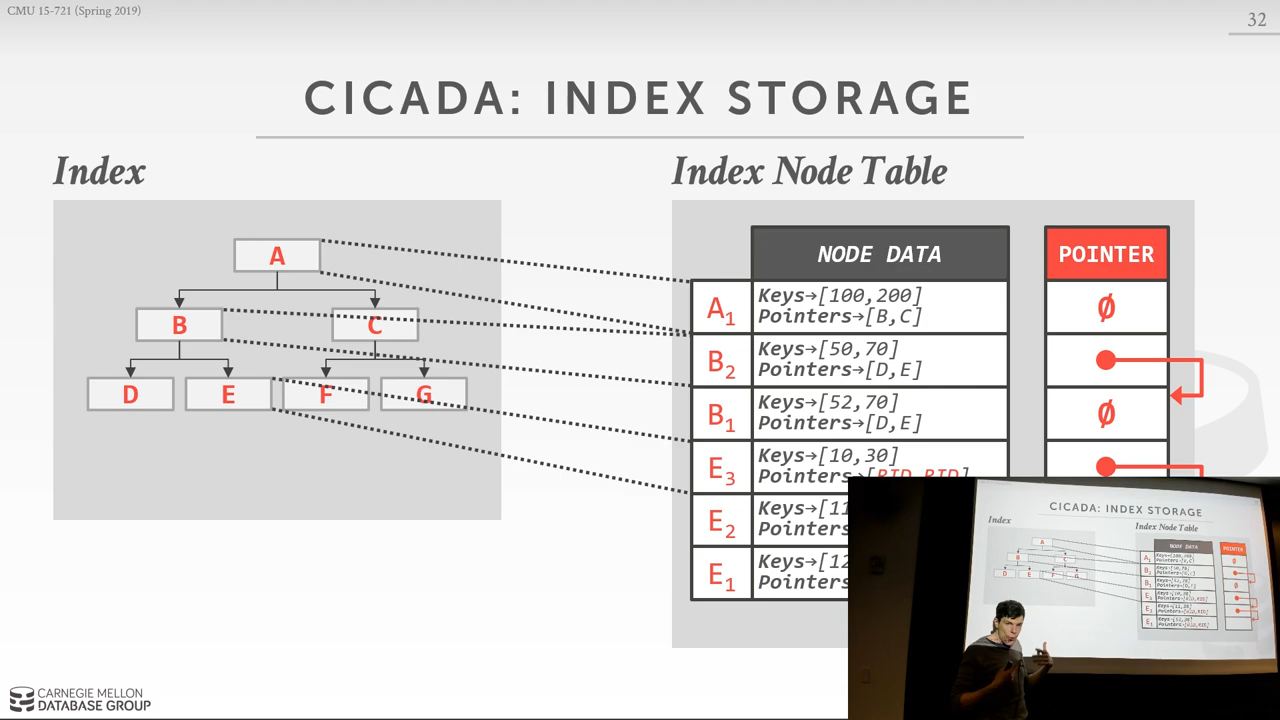 CMU 15-721 (Spring 2019)
32
CICADA: INDEX STORAGE
Index
Index Node Table
A
B
C
D
E
F
G
NODE DATA
POINTER
A1
Keys→[100,200]
Pointers→[B,C]
Ø
B2
Keys→[50,70]
Pointers→[D,E]
B1
Keys→[52,70]
Pointers→[D,E]
Ø
E3
Keys→[10,30]
Pointers→[RID,RID]
E2
Keys→[11
Pointers
E1
Keys→[12
Pointers
CICADA: INDEX STORAGE
Index
Index Node Table
NODE DATA
POINTER
CARNEGIE MELLON
DATABASE GROUP